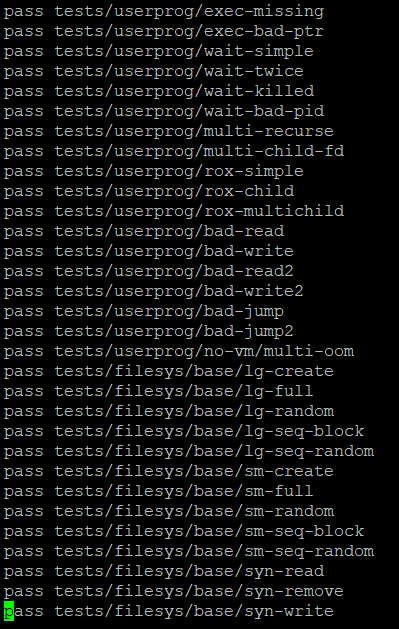 pass tests/userprog/exec-missing
pass tests/userprog/exec-bad-ptr
pass tests/userprog/wait-simple
pass tests/userprog/wait-twice
pass tests/userprog/wait-killed
pass tests/userprog/wait-bad-pid
pass tests/userprog/multi-recurse
pass tests/userprog/multi-child-fd
pass tests/userprog/rox-simple
pass tests/userprog/rox-child
pass tests/userprog/rox-multichild
pass tests/userprog/bad-read
pass tests/userprog/bad-write
pass tests/userprog/bad-read2
pass tests/userprog/bad-write2
pass tests/userprog/bad-jump
pass tests/userprog/bad-jump2
pass tests/userprog/no-vm/multi-oom
pass tests/filesys/base/lg-create
pass tests/filesys/base/lg-full
pass tests/filesys/base/lg-random
pass tests/filesys/base/lg-seq-block
pass tests/filesys/base/lg-seq-random
pass tests/filesys/base/sm-create
pass tests/filesys/base/sm-full
pass tests/filesys/base/sm-random
pass tests/filesys/base/sm-seq-block
pass tests/filesys/base/sm-seq-random
pass tests/filesys/base/syn-read
pass tests/filesys/base/syn-remove
pass tests/filesys/base/syn-write